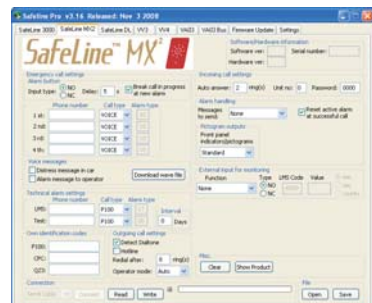 Safeline Pro v3.16 Released: Nov 3 2008
SafeLine 3000 SafeLine MX2 SafeLine DL VV3 VV4 VA03 VA03 Bus Firmware Update Settings
SafeLine™ MX²
Software/Hardware information
Software ver: Serial number:
Hardware ver:
Emergency call settings
Alarm button
Input type: NO NC Delay: 5 s Break call in progress at new alarm
Phone number Call type Alarm type
1 st: VOICE
2 nd: VOICE
3 rd: VOICE
4 th: VOICE
Voice messages
Distress message in car
Alarm message to operator
Download wave file
Technical alarm settings
Phone number Call type Alarm type
LMS: P100 Interval
Test: P100 0 Days
Own identification codes
P100:
CPC:
Q23:
Outgoing call settings
Detect Dialtone
Hotline
Redial after: 6 ring(s)
Operator mode: Auto
Connection
Connect Read Write
Incoming call settings
Auto answer: 2 ring(s) Unit no: 0 Password: 0000
Alarm handling
Messages to send: None
Reset active alarm at successful call
Pictogram outputs
Front panel indicators/pictograms
Standard
External input for monitoring
Function Type LMS Code Value
None NO NC
Misc.
Clear Show Product
File
Open Save